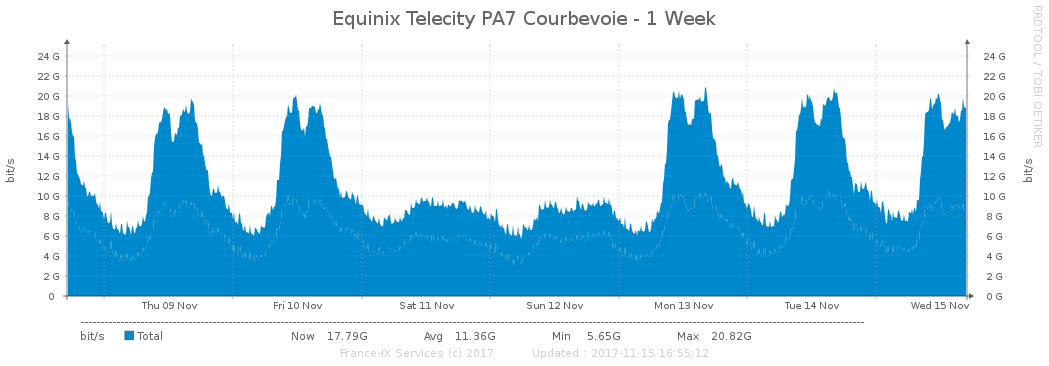 Equinix Telecity PA7 Courbevoie - 1 Week
RRDTOOL / TOBI OETIKER
bit/s
24 G 24 G
22 G 22 G
20 G 20 G
18 G 18 G
16 G 16 G
14 G 14 G
12 G 12 G
10 G 10 G
8 G 8 G
6 G 6 G
4 G 4 G
2 G 2 G
0 0 G
bit/s
Thu 09 Nov Fri 10 Nov Sat 11 Nov Sun 12 Nov Mon 13 Nov Tue 14 Nov Wed 15 Nov
bit/s Total Now 17.79G Avg 11.36G Min 5.65G Max 20.82G
France-IX Services (c) 2017 Updated : 2017-11-15 16:55:12